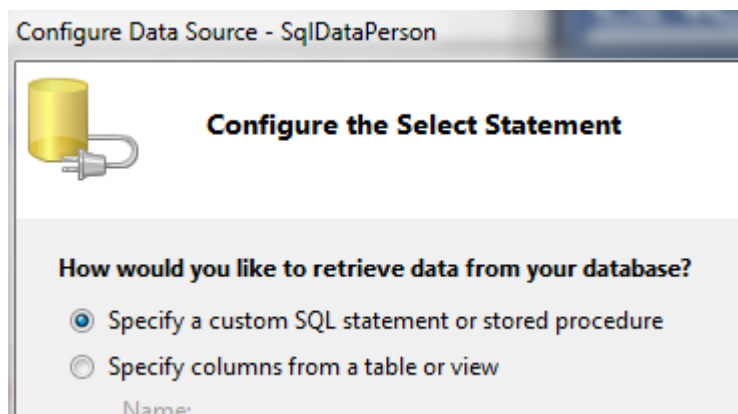 Configure Data Source - SqlDataPerson
Configure the Select Statement
How would you like to retrieve data from your database?
Specify a custom SQL statement or stored procedure
Specify columns from a table or view
Name: